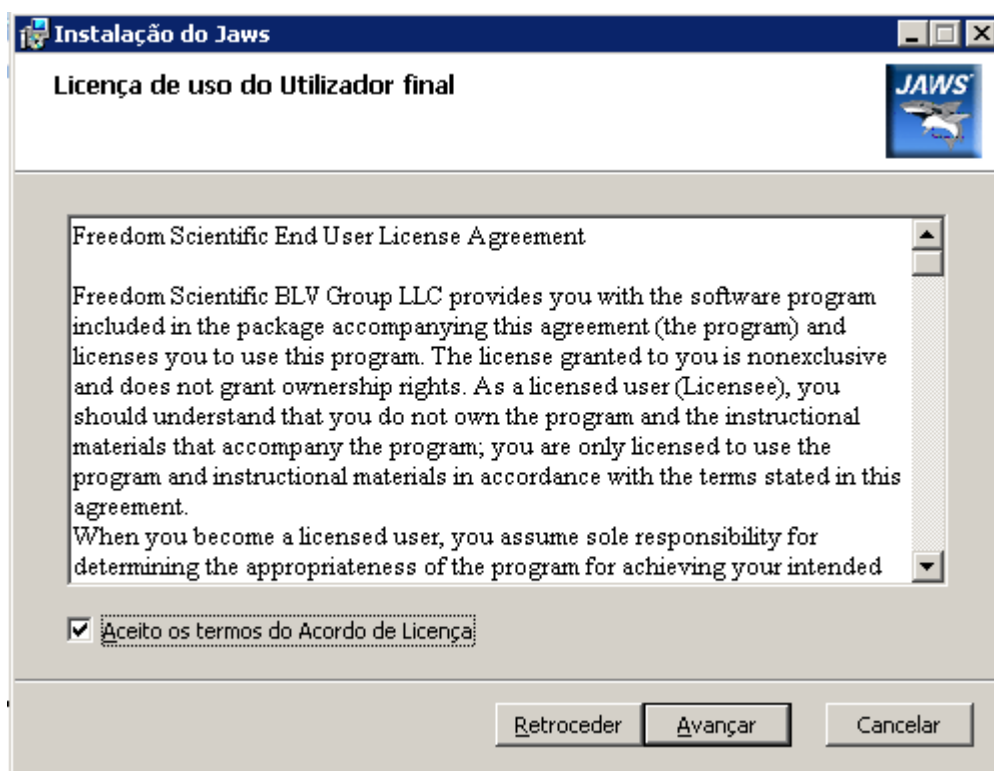 Instalação do Jaws
Licença de uso do Utilizador final
JAWS
Freedom Scientific End User License Agreement
Freedom Scientific BLV Group LLC provides you with the software program
included in the package accompanying this agreement (the program) and
licenses you to use this program. The license granted to you is nonexclusive
and does not grant ownership rights. As a licensed user (Licensee), you
should understand that you do not own the program and the instructional
materials that accompany the program; you are only licensed to use the
program and instructional materials in accordance with the terms stated in this
agreement.
When you become a licensed user, you assume sole responsibility for
determining the appropriateness of the program for achieving your intended
Aceito os termos do Acordo de Licença
Retroceder Avançar Cancelar